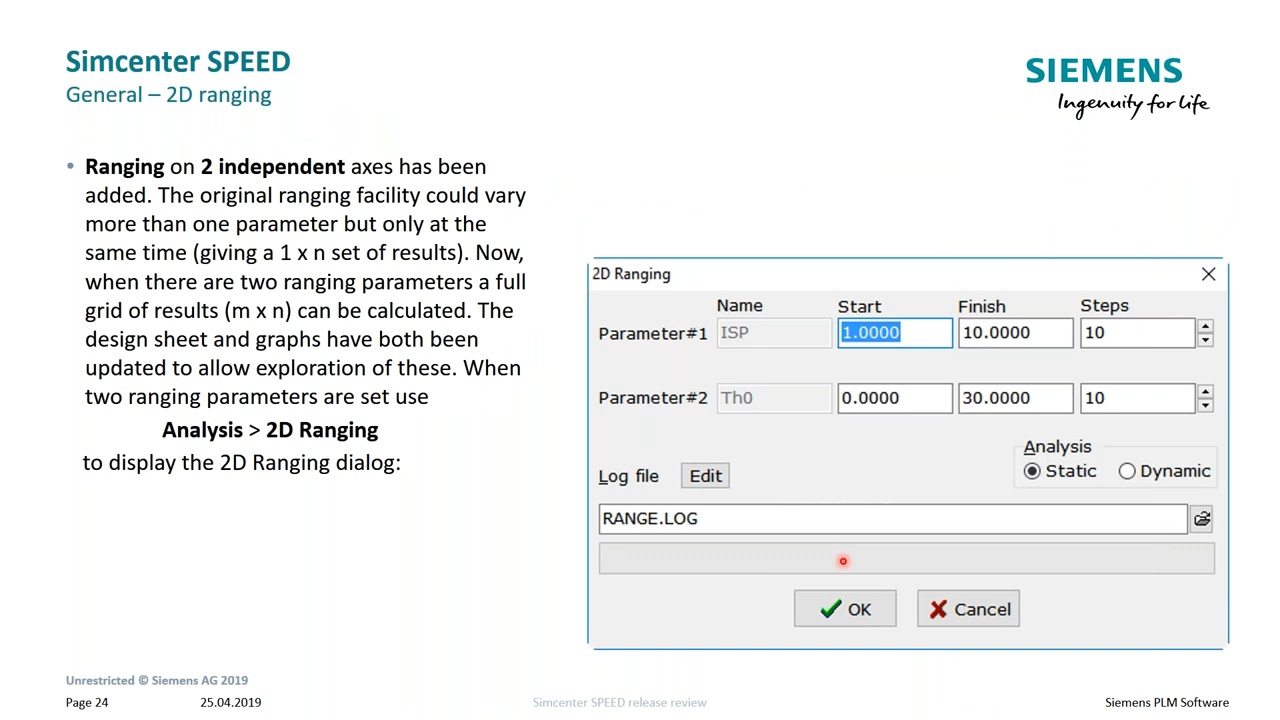 Simcenter SPEED
General – 2D ranging
SIEMENS
Ingenuity for life
• Ranging on 2 independent axes has been
added. The original ranging facility could vary
more than one parameter but only at the
same time (giving a 1 x n set of results). Now,
when there are two ranging parameters a full
grid of results (m x n) can be calculated. The
design sheet and graphs have both been
updated to allow exploration of these. When
two ranging parameters are set use
Analysis > 2D Ranging
to display the 2D Ranging dialog:
2D Ranging
Name Start Finish Steps
Parameter#1 ISP 1.0000 10.0000 10
Parameter#2 Th0 0.0000 30.0000 10
Analysis
Log file Edit Static Dynamic
RANGE.LOG
OK Cancel
Unrestricted © Siemens AG 2019
Page 24 25.04.2019 Simcenter SPEED release review Siemens PLM Software